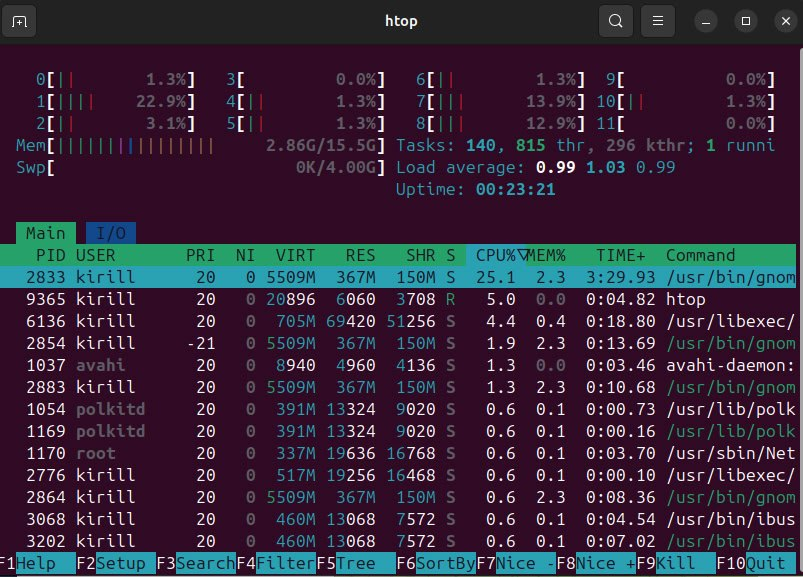 htop
0[|| 1.3%] 3[ 0.0%] 6[|| 1.3%] 9[ 0.0%]
1[|||| 22.9%] 4[|| 1.3%] 7[||| 13.9%] 10[|| 1.3%]
2[|| 3.1%] 5[|| 1.3%] 8[||| 12.9%] 11[ 0.0%]
Mem[|||||||||||||||| 2.86G/15.5G] Tasks: 140, 815 thr, 296 kthr; 1 runni
Swp[ 0K/4.00G] Load average: 0.99 1.03 0.99
Uptime: 00:23:21
Main I/O
PID USER PRI NI VIRT RES SHR S CPU%▽MEM% TIME+ Command
2833 kirill 20 0 5509M 367M 150M S 25.1 2.3 3:29.93 /usr/bin/gnom
9365 kirill 20 0 20896 6060 3708 R 5.0 0.0 0:04.82 htop
6136 kirill 20 0 705M 69420 51256 S 4.4 0.4 0:18.80 /usr/libexec/
2854 kirill -21 0 5509M 367M 150M S 1.9 2.3 0:13.69 /usr/bin/gnom
1037 avahi 20 0 8940 4960 4136 S 1.3 0.0 0:04.72 avahi-daemon:
2883 kirill 20 0 5509M 367M 150M S 1.3 2.3 0:10.68 /usr/bin/gnom
1054 polkitd 20 0 391M 13324 9020 S 0.6 0.1 0:00.73 /usr/lib/polk
1169 polkitd 20 0 391M 13324 9020 S 0.6 0.1 0:00.16 /usr/lib/polk
1170 root 20 0 337M 19636 16768 S 0.6 0.1 0:03.70 /usr/sbin/Net
2776 kirill 20 0 517M 19256 16468 S 0.6 0.1 0:00.10 /usr/libexec/
2864 kirill 20 0 5509M 367M 150M S 0.6 2.3 0:08.36 /usr/bin/gnom
3068 kirill 20 0 460M 13068 7572 S 0.6 0.1 0:04.54 /usr/bin/ibus
3202 kirill 20 0 460M 13068 7572 S 0.6 0.1 0:07.02 /usr/bin/ibus
F1Help F2Setup F3SearchF4FilterF5Tree F6SortByF7Nice -F8Nice +F9Kill F10Quit